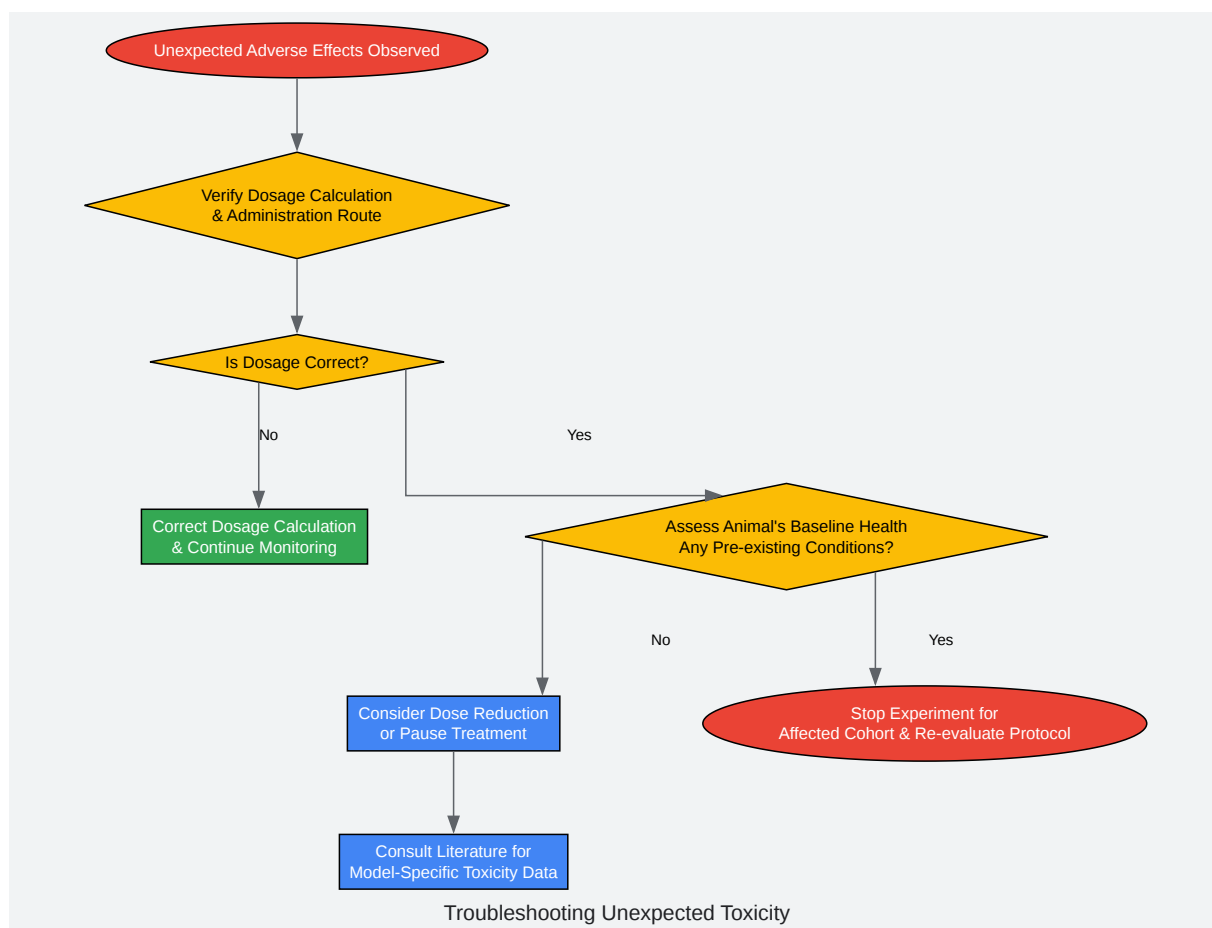 Unexpected Adverse Effects Observed
Verify Dosage Calculation
& Administration Route
Is Dosage Correct?
No
Yes
Correct Dosage Calculation
& Continue Monitoring
Assess Animal's Baseline Health
Any Pre-existing Conditions?
No
Yes
Consider Dose Reduction
or Pause Treatment
Stop Experiment for
Affected Cohort & Re-evaluate Protocol
Consult Literature for
Model-Specific Toxicity Data
Troubleshooting Unexpected Toxicity